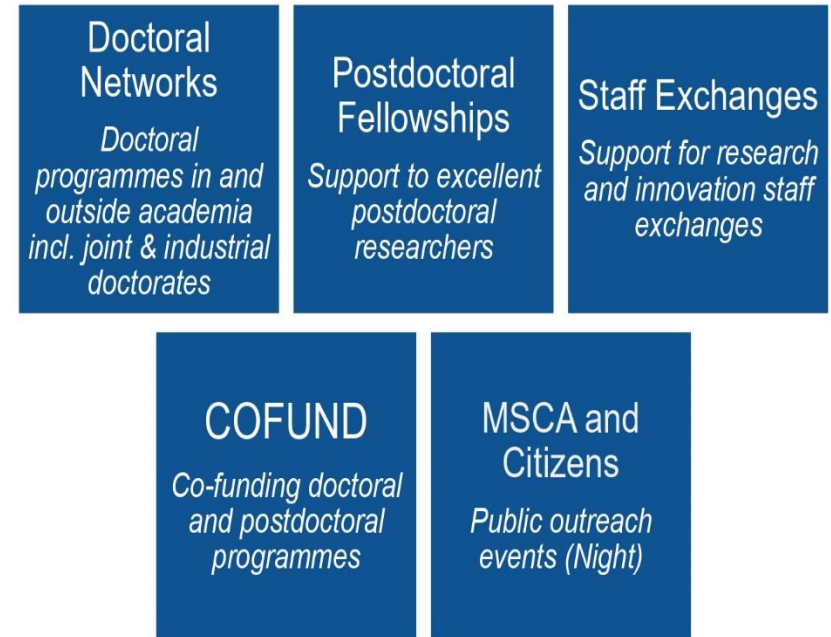 Doctoral
Networks
Doctoral
programmes in and
outside academia
incl. joint & industrial
doctorates
Postdoctoral
Fellowships
Support to excellent
postdoctoral
researchers
Staff Exchanges
Support for research
and innovation staff
exchanges
COFUND
Co-funding doctoral
and postdoctoral
programmes
MSCA and
Citizens
Public outreach
events (Night)